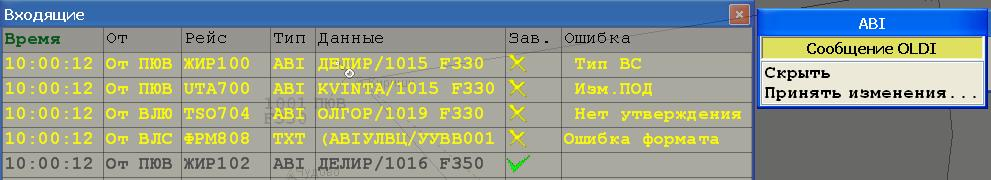 Входящие
Время От Рейс Тип Данные Зав. Ошибка
10:00:12 От ПЮВ ЖИР100 ABI ДЕЛИР/1015 F330 Тип ВС
10:00:12 От ПЮВ UTA700 ABI KVINTA/1015 F330 Изм.ПОД
10:00:12 От ВЛЮ TSO704 ABI ОЛГОР/1019 F330 Нет утверждения
10:00:12 От ВЛС ФРМ808 TXT (АВІУЛВЦ/УУВВ001 Ошибка формата
10:00:12 От ПЮВ ЖИР102 ABI ДЕЛИР/1016 F350
ABI
Сообщение OLDI
Скрыть
Принять изменения...